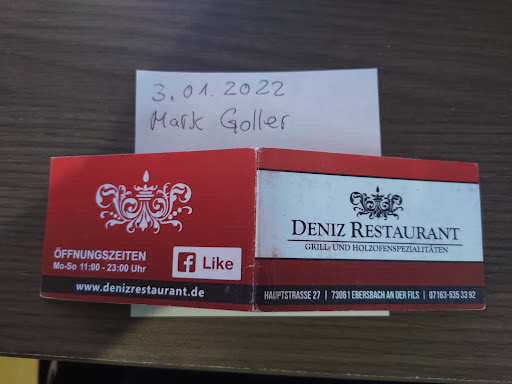 3.01.2022
Mark Goller
ÖFFNUNGSZEITEN
Mo-So 11:00 - 23:00 Uhr
f Like
www.denizrestaurant.de
DENIZ RESTAURANT
GRILL- UND HOLZOFENSPEZIALITÄTEN
HAUPTSTRASSE 27 | 73061 EBERSBACH AN DER FILS | 07163-535 33 92